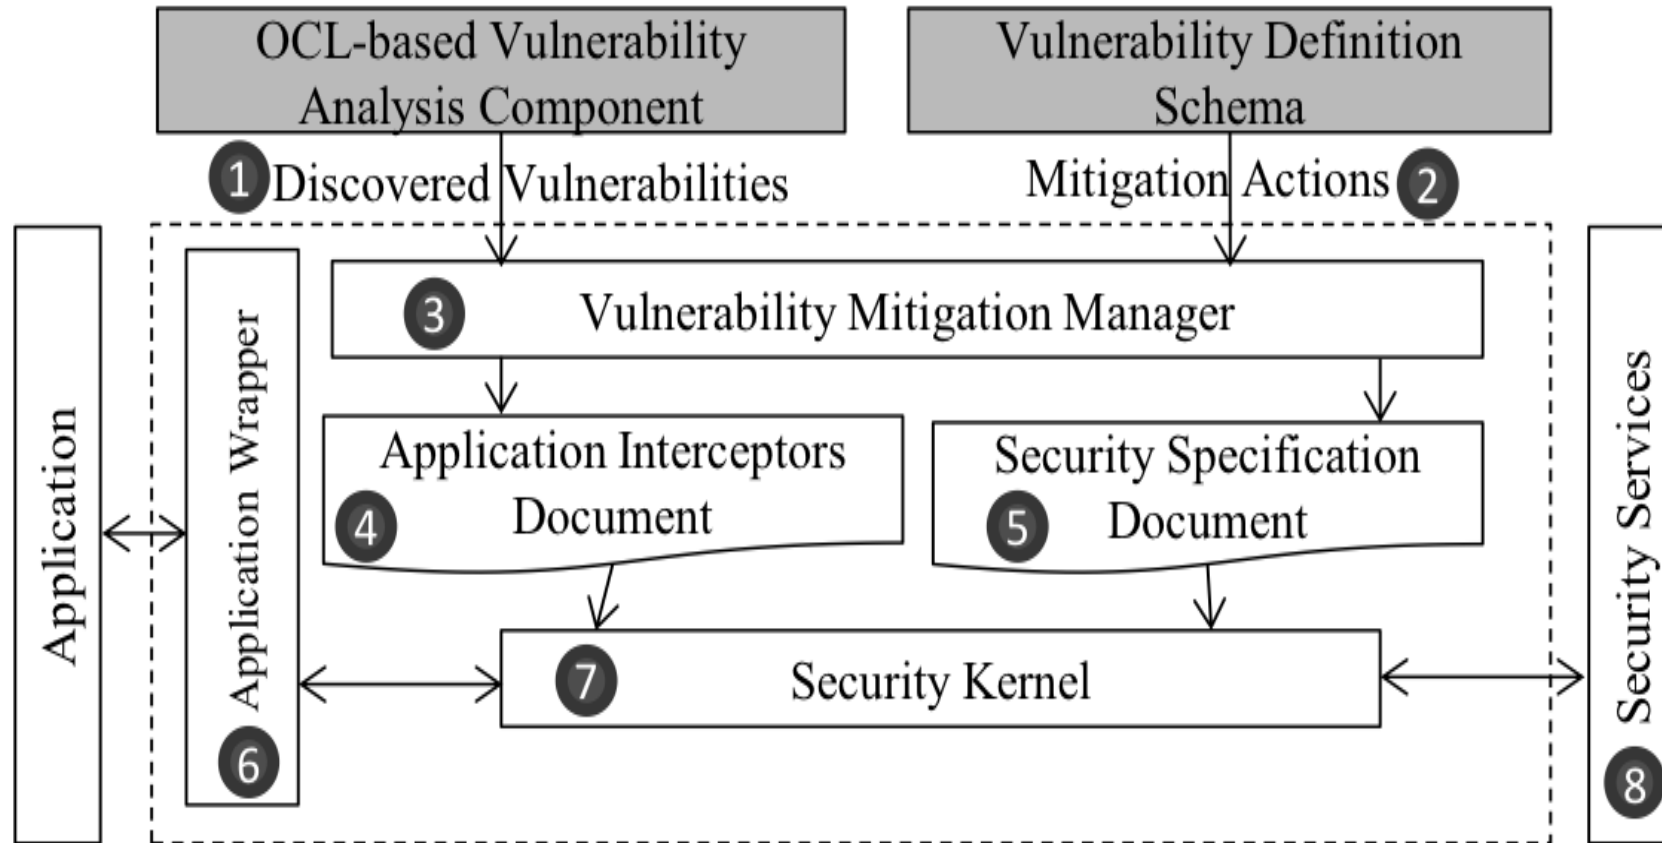 OCL-based Vulnerability
Analysis Component
Vulnerability Definition
Schema
1 Discovered Vulnerabilities
Mitigation Actions 2
Application
Application Wrapper
6
3 Vulnerability Mitigation Manager
Application Interceptors
4 Document
Security Specification
5 Document
7 Security Kernel
Security Services
8